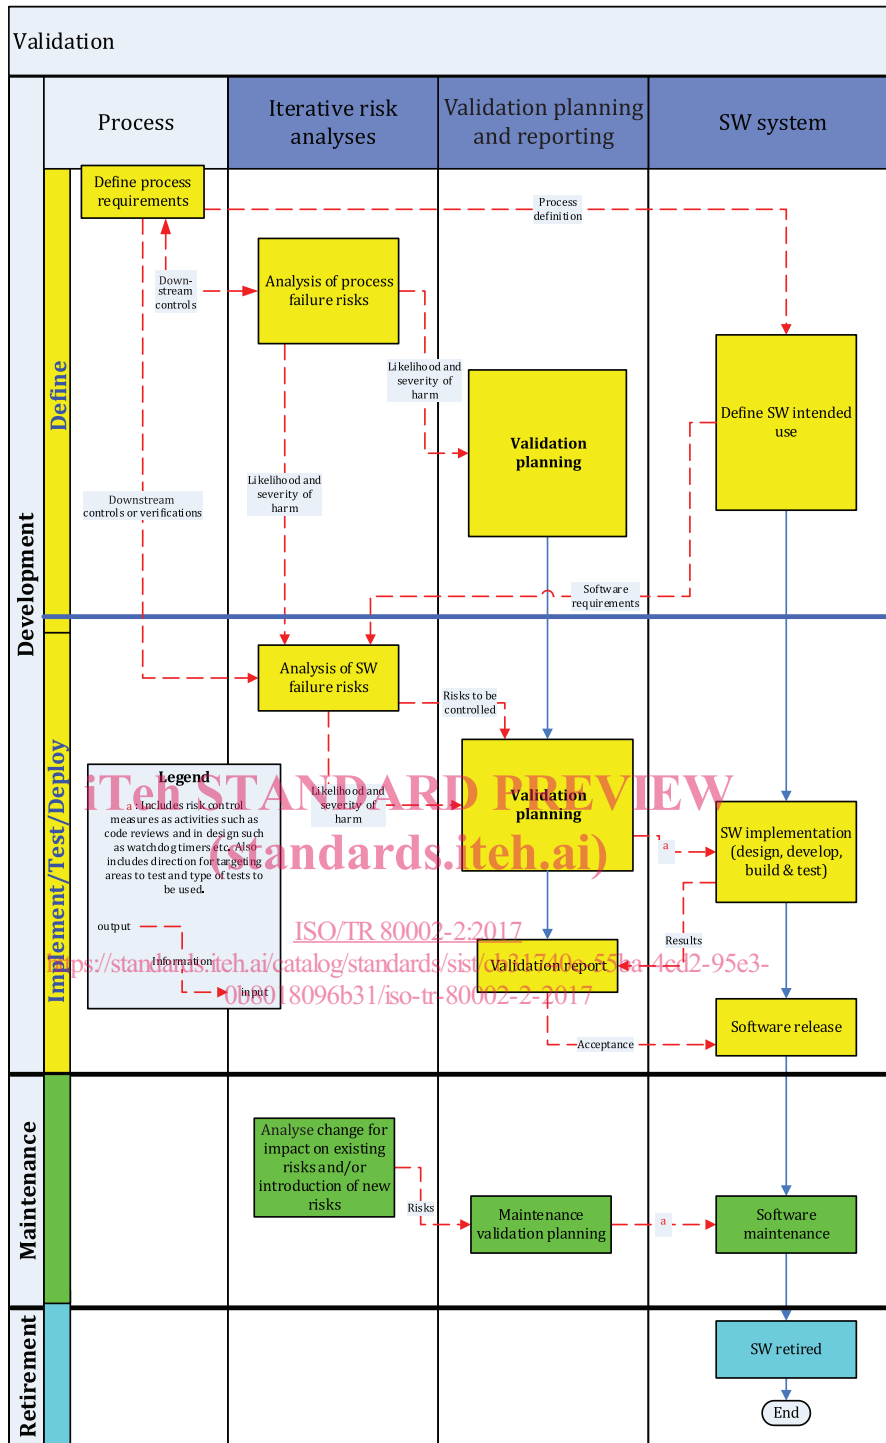 Validation
Process
Iterative risk
analyses
Validation planning
and reporting
SW system
Development
Define
Define process
requirements
Process
definition
Down-
stream
controls
Analysis of process
failure risks
Likelihood and
severity of
harm
Validation
planning
Define SW intended
use
Likelihood and
severity of
harm
Downstream
controls or verifications
Software
requirements
Implement/Test/Deploy
Analysis of SW
failure risks
Risks to be
controlled
Likelihood and
severity of
harm
Validation
planning
a
SW implementation
(design, develop,
build & test)
Results
Validation report
Acceptance
Software release
Legend
a : Includes risk control
measures as activities such as
code reviews and in design such
as watchdog timers etc. Also
includes direction for targeting
areas to test and type of tests to
be used.
output
Information
input
iTeh STANDARD PREVIEW
(standards.iteh.ai)
ISO/TR 80002-2:2017
https://standards.iteh.ai/catalog/standards/sist/
0b8018096b31/iso-tr-80002-2-2017
Maintenance
Analyse change for
impact on existing
risks and/or
introduction of new
risks
Risks
Maintenance
validation planning
a
Software
maintenance
Retirement
SW retired
End